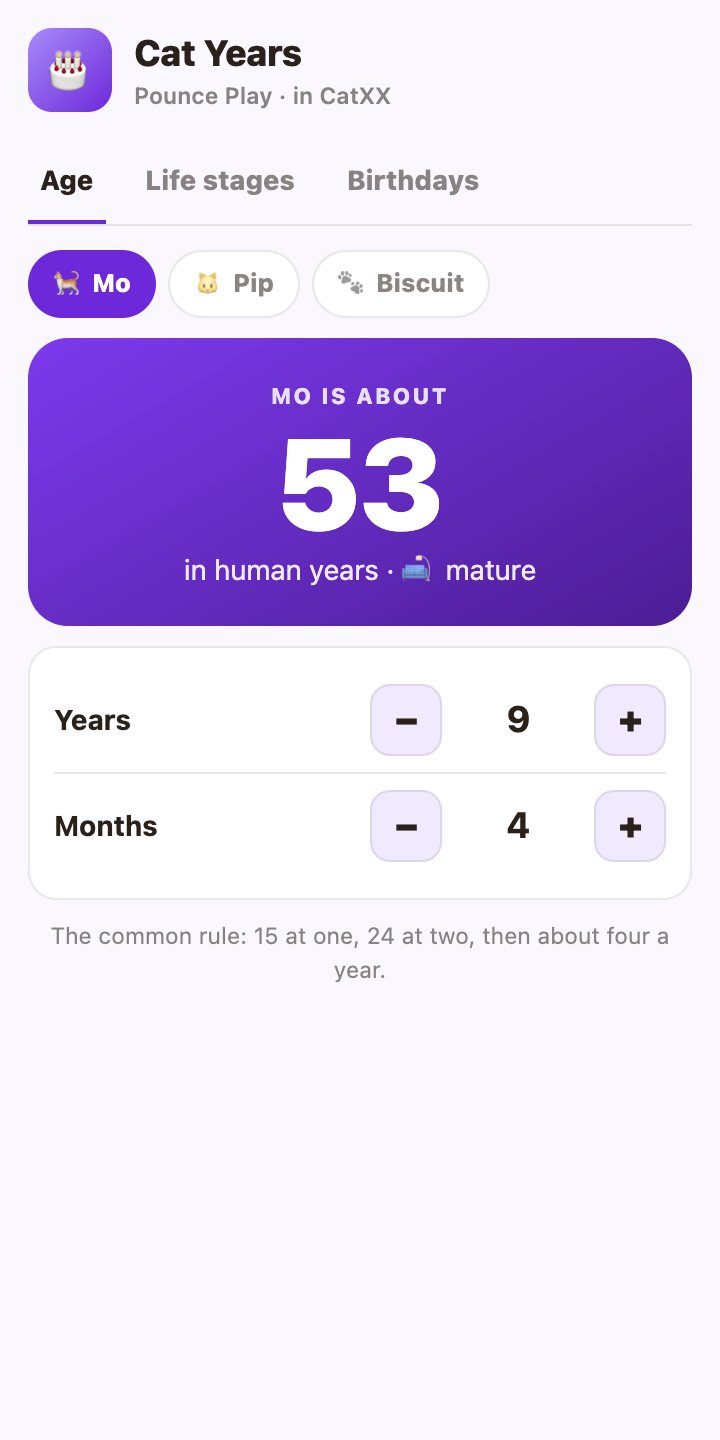 Cat Years
Pounce Play · in CatXX
Age
Life stages
Birthdays
Mo
Pip
Biscuit
MO IS ABOUT
53
in human years · mature
Years
− 9 +
Months
− 4 +
The common rule: 15 at one, 24 at two, then about four a
year.